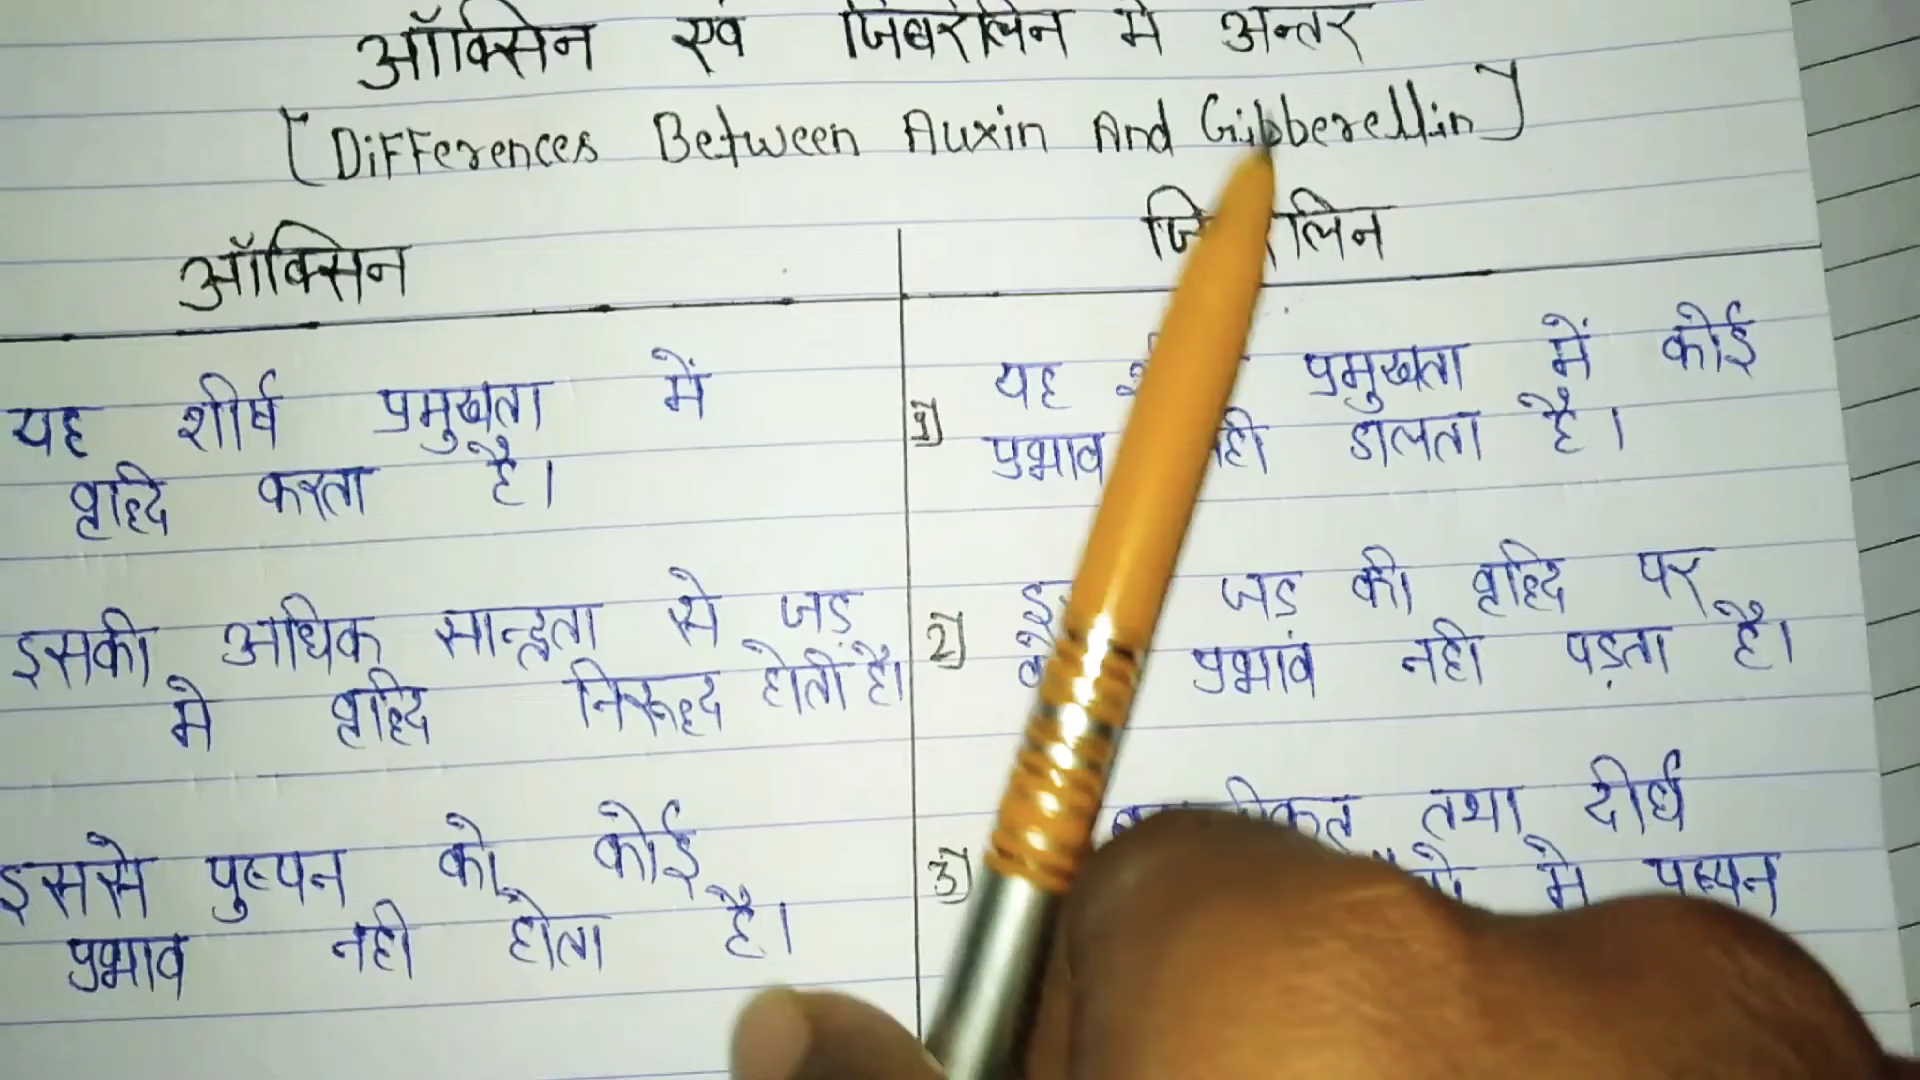 ऑक्सिन एवं जिबरेलिन में अन्तर
[Differences Between Auxin And Gibberellin]
ऑक्सिन
यह शीर्ष प्रमुखता में
वृद्धि करता है।
इसकी अधिक सान्द्रता से जड़
मे वृद्धि निरूद्ध होती है।
इससे पुष्पन को कोई
प्रभाव नही होता है।
लिन
1) यह प्रमुखता में कोई
प्रभाव ही डालता है।
2) जड़ की वृद्धि पर
प्रभाव नही पड़ता है।
3) तथा दीर्घ
मे पुष्पन